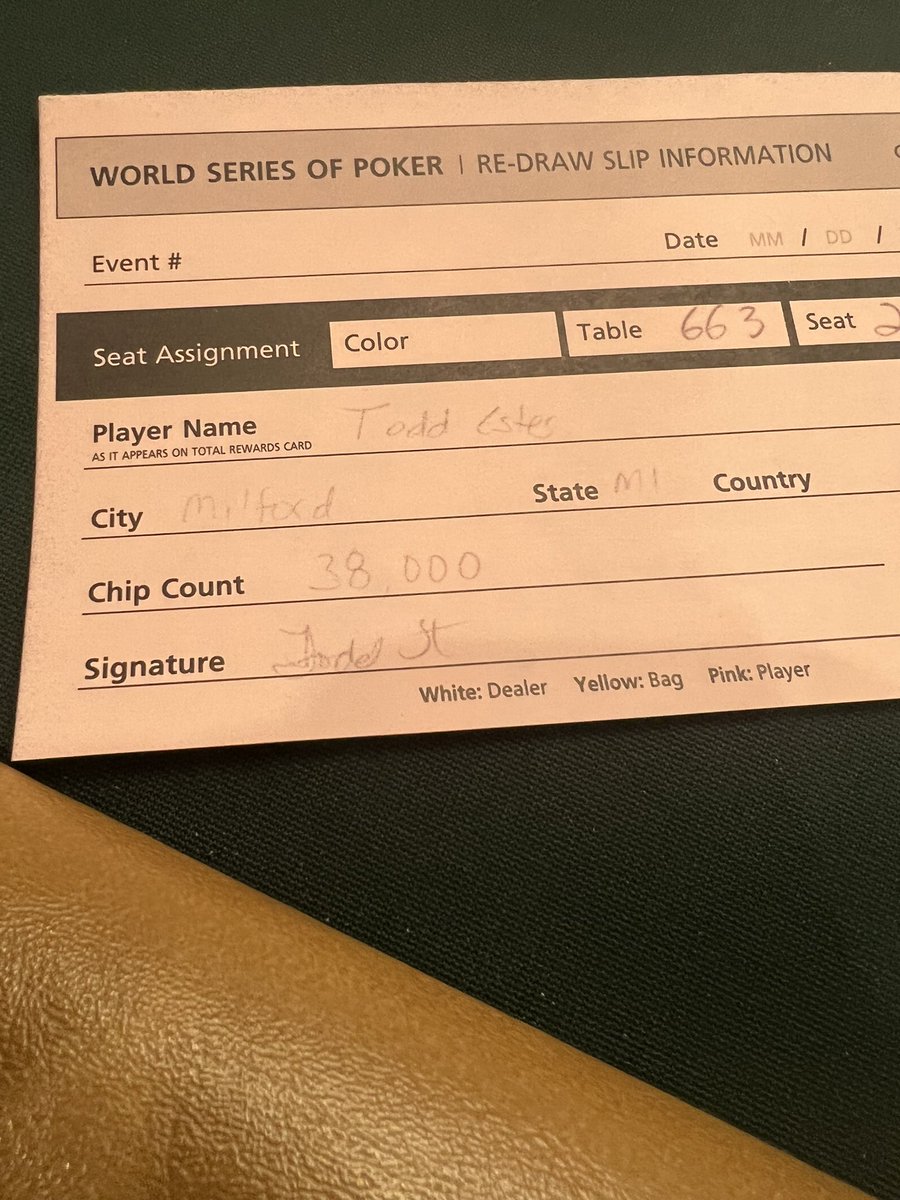 WORLD SERIES OF POKER | RE-DRAW SLIP INFORMATION
Event # Date MM / DD /
Seat Assignment Color Table 663 Seat 2
Player Name Todd Estes
AS IT APPEARS ON TOTAL REWARDS CARD
City Milford State MI Country
Chip Count 38,000
Signature
White: Dealer Yellow: Bag Pink: Player